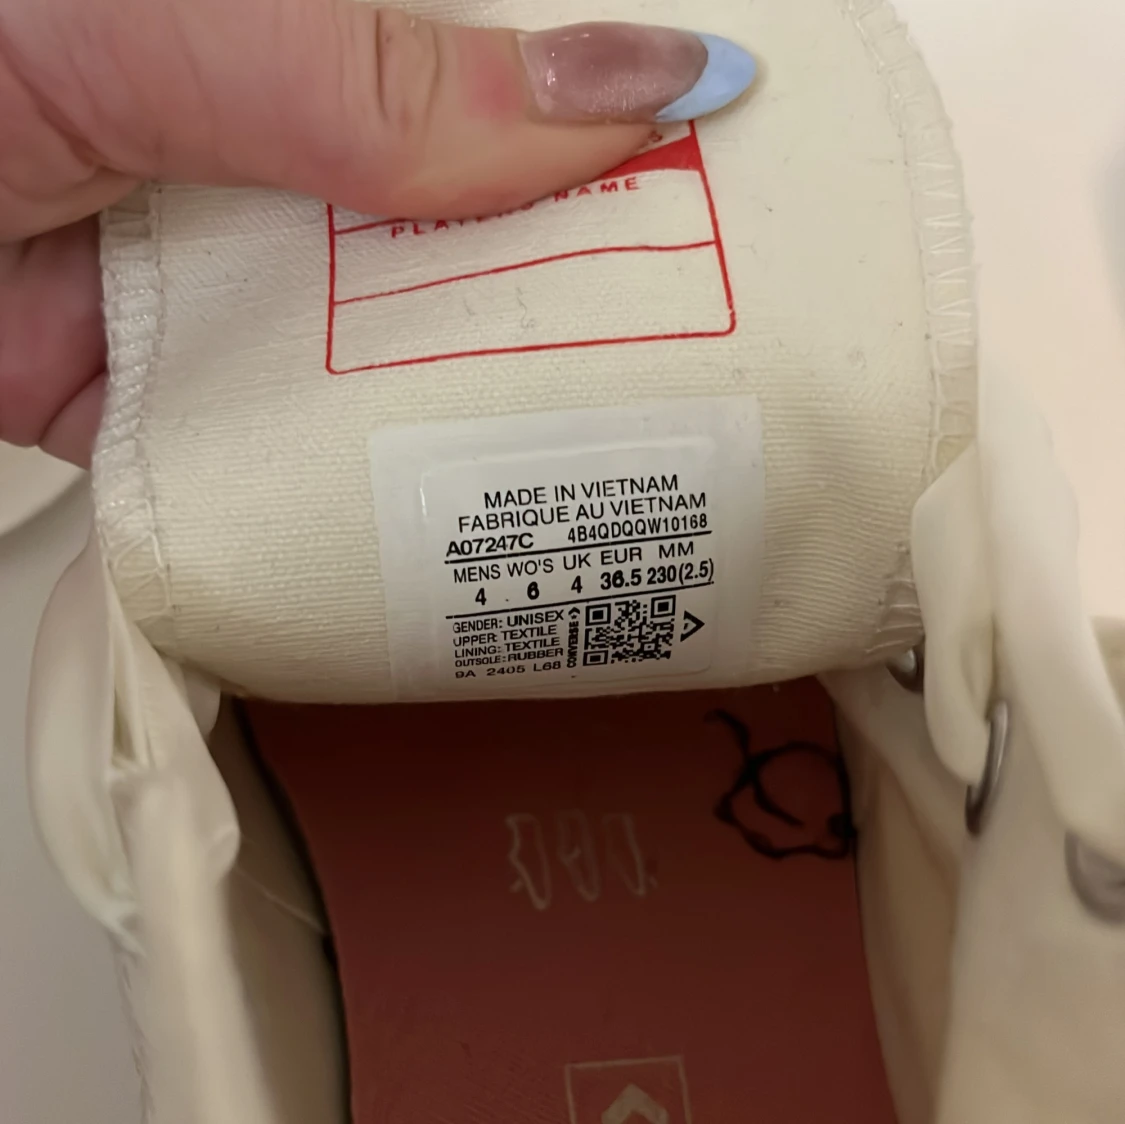 PLAYERS NAME
MADE IN VIETNAM
FABRIQUE AU VIETNAM
A07247C 4B4QDQQW10168
MENS WO'S UK EUR MM
4 6 4 36.5 230(2.5)
GENDER: UNISEX
UPPER: TEXTILE
LINING: TEXTILE
OUTSOLE: RUBBER
9A 2405 L68
CONVERSE